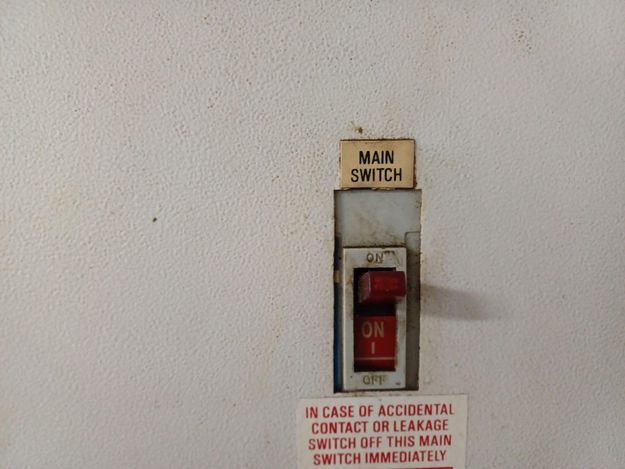 MAIN
SWITCH
ON
ON
I
OFF
IN CASE OF ACCIDENTAL
CONTACT OR LEAKAGE
SWITCH OFF THIS MAIN
SWITCH IMMEDIATELY